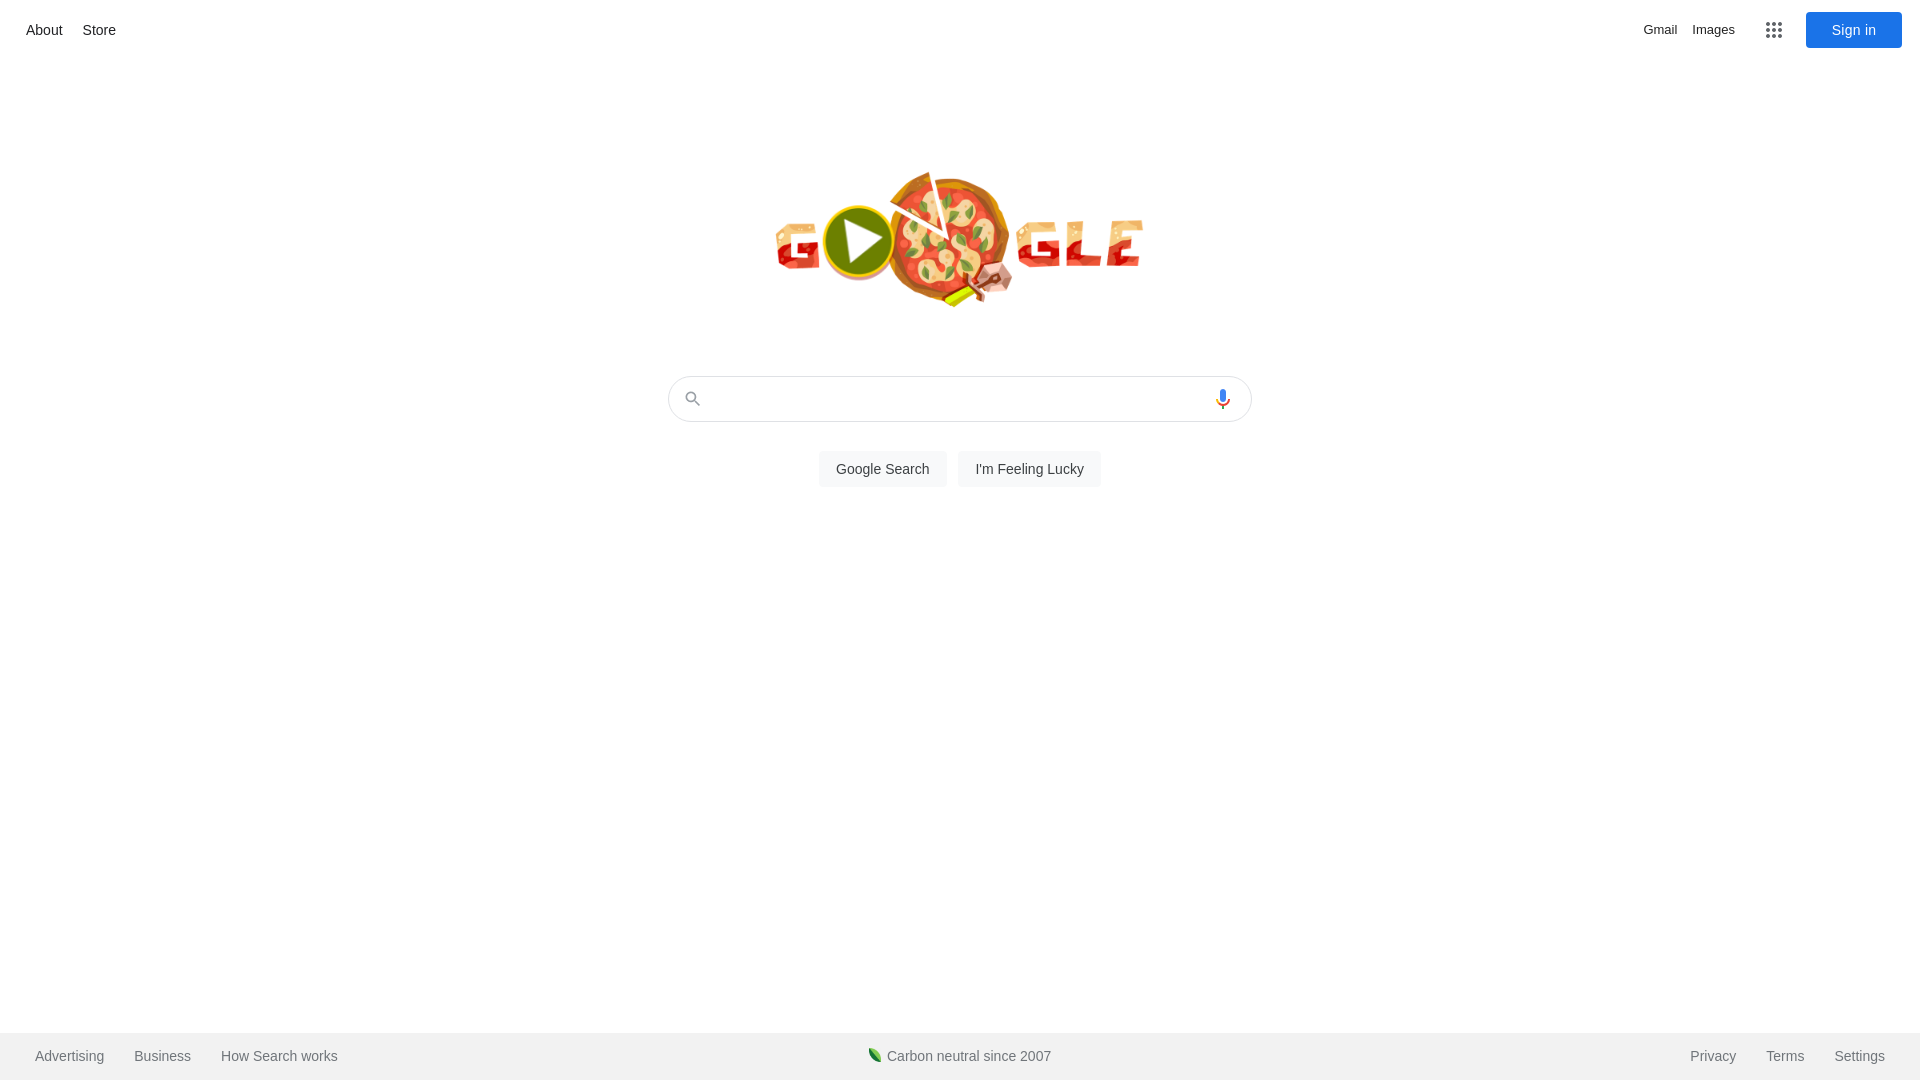 About Store
Gmail Images Sign in
GOOGLE
Google Search I'm Feeling Lucky
Advertising Business How Search works
Carbon neutral since 2007
Privacy Terms Settings